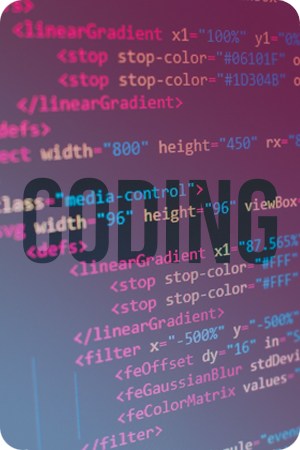 s>
<linearGradient x1="100%" y1="0%
<stop stop-color="#06101F" o
<stop stop-color="#1D304B" o
</linearGradient>
defs>
ect width="800" height="450" rx="8
lass="media-control">
svg width="96" height="96" viewBox=
<defs>
<linearGradient x1="87.565%"
<stop stop-color="#FFF"
<stop stop-color="#FFF"
</linearGradient>
<filter x="-500%" y="-500%"
<feOffset dy="16" in="S
<feGaussianBlur stdDevi
<feColorMatrix values="
</filter>
rule="even
CODING